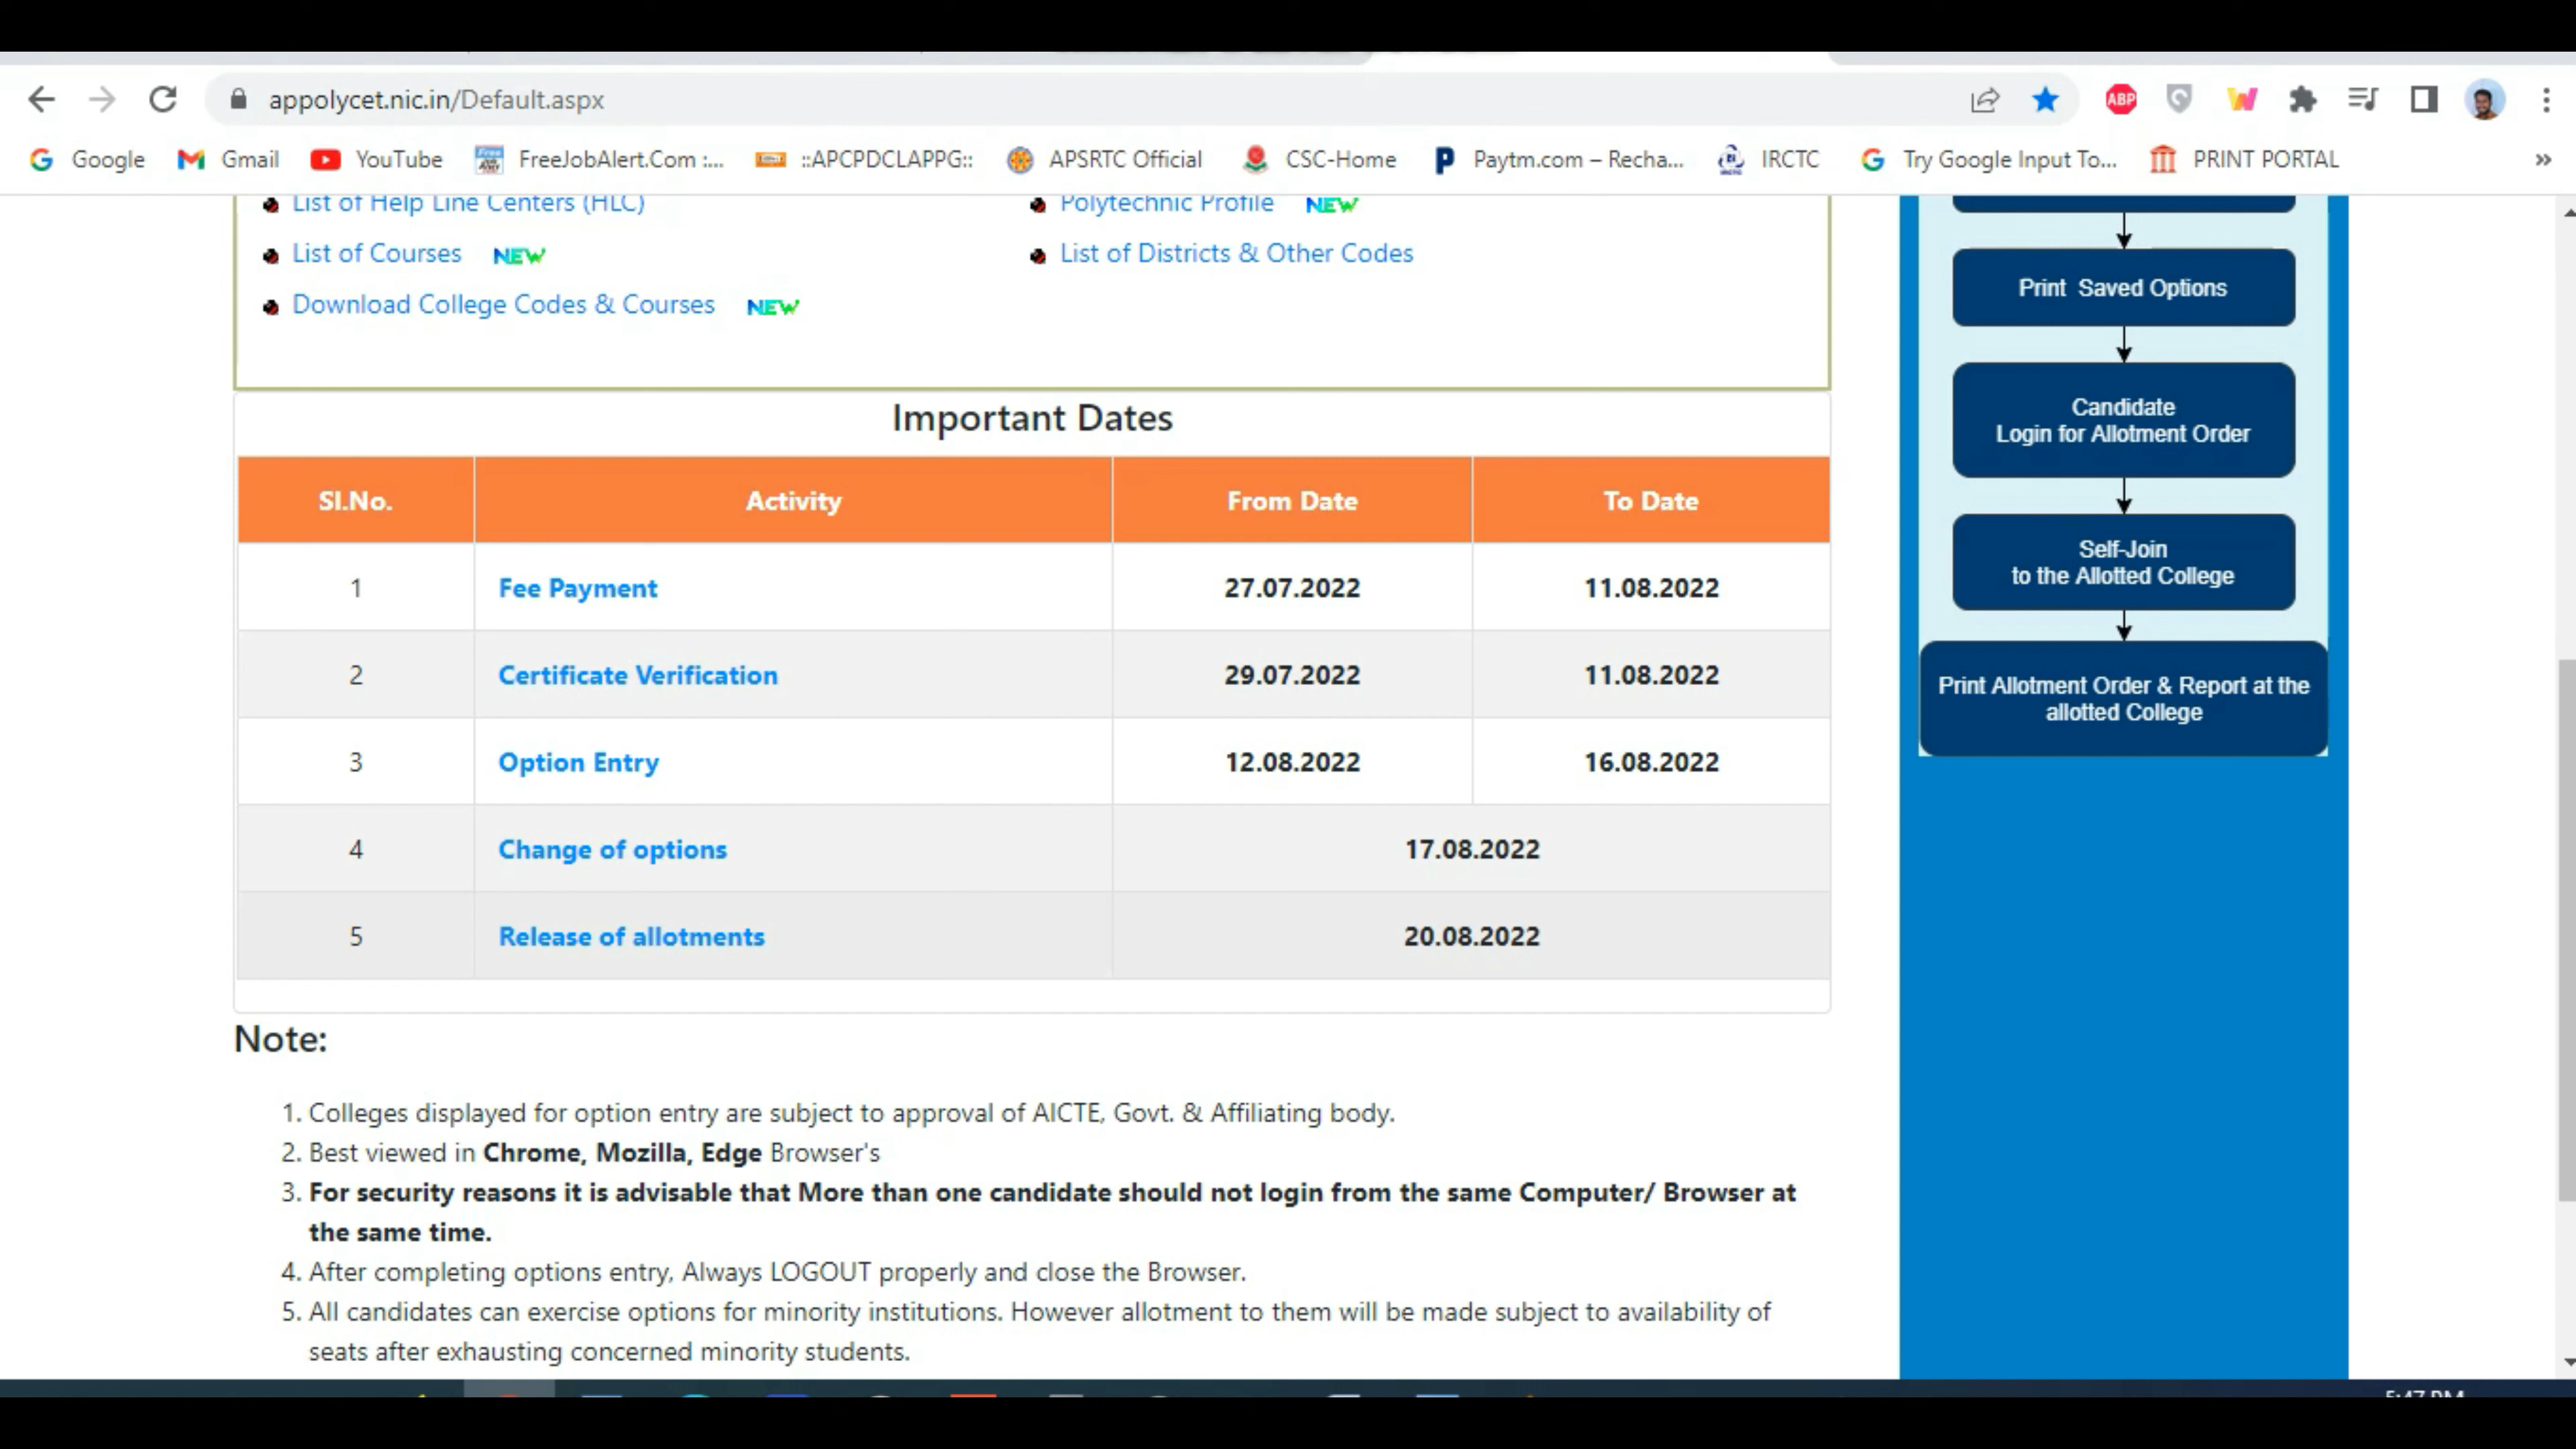 appolycet.nic.in/Default.aspx
ABP
Google Gmail YouTube FreeJobAlert.Com :... ::APCPDCLAPPG:: APSRTC Official CSC-Home Paytm.com – Recha... IRCTC Try Google Input To... PRINT PORTAL »
List of Help Line Centers (HLC)
Polytechnic Profile NEW
List of Courses NEW
List of Districts & Other Codes
Download College Codes & Courses NEW
Important Dates
Sl.No. Activity From Date To Date
1 Fee Payment 27.07.2022 11.08.2022
2 Certificate Verification 29.07.2022 11.08.2022
3 Option Entry 12.08.2022 16.08.2022
4 Change of options 17.08.2022
5 Release of allotments 20.08.2022
Note:
1. Colleges displayed for option entry are subject to approval of AICTE, Govt. & Affiliating body.
2. Best viewed in Chrome, Mozilla, Edge Browser's
3. For security reasons it is advisable that More than one candidate should not login from the same Computer/ Browser at
the same time.
4. After completing options entry, Always LOGOUT properly and close the Browser.
5. All candidates can exercise options for minority institutions. However allotment to them will be made subject to availability of
seats after exhausting concerned minority students.
Print Saved Options
Candidate
Login for Allotment Order
Self-Join
to the Allotted College
Print Allotment Order & Report at the
allotted College
5:47 PM